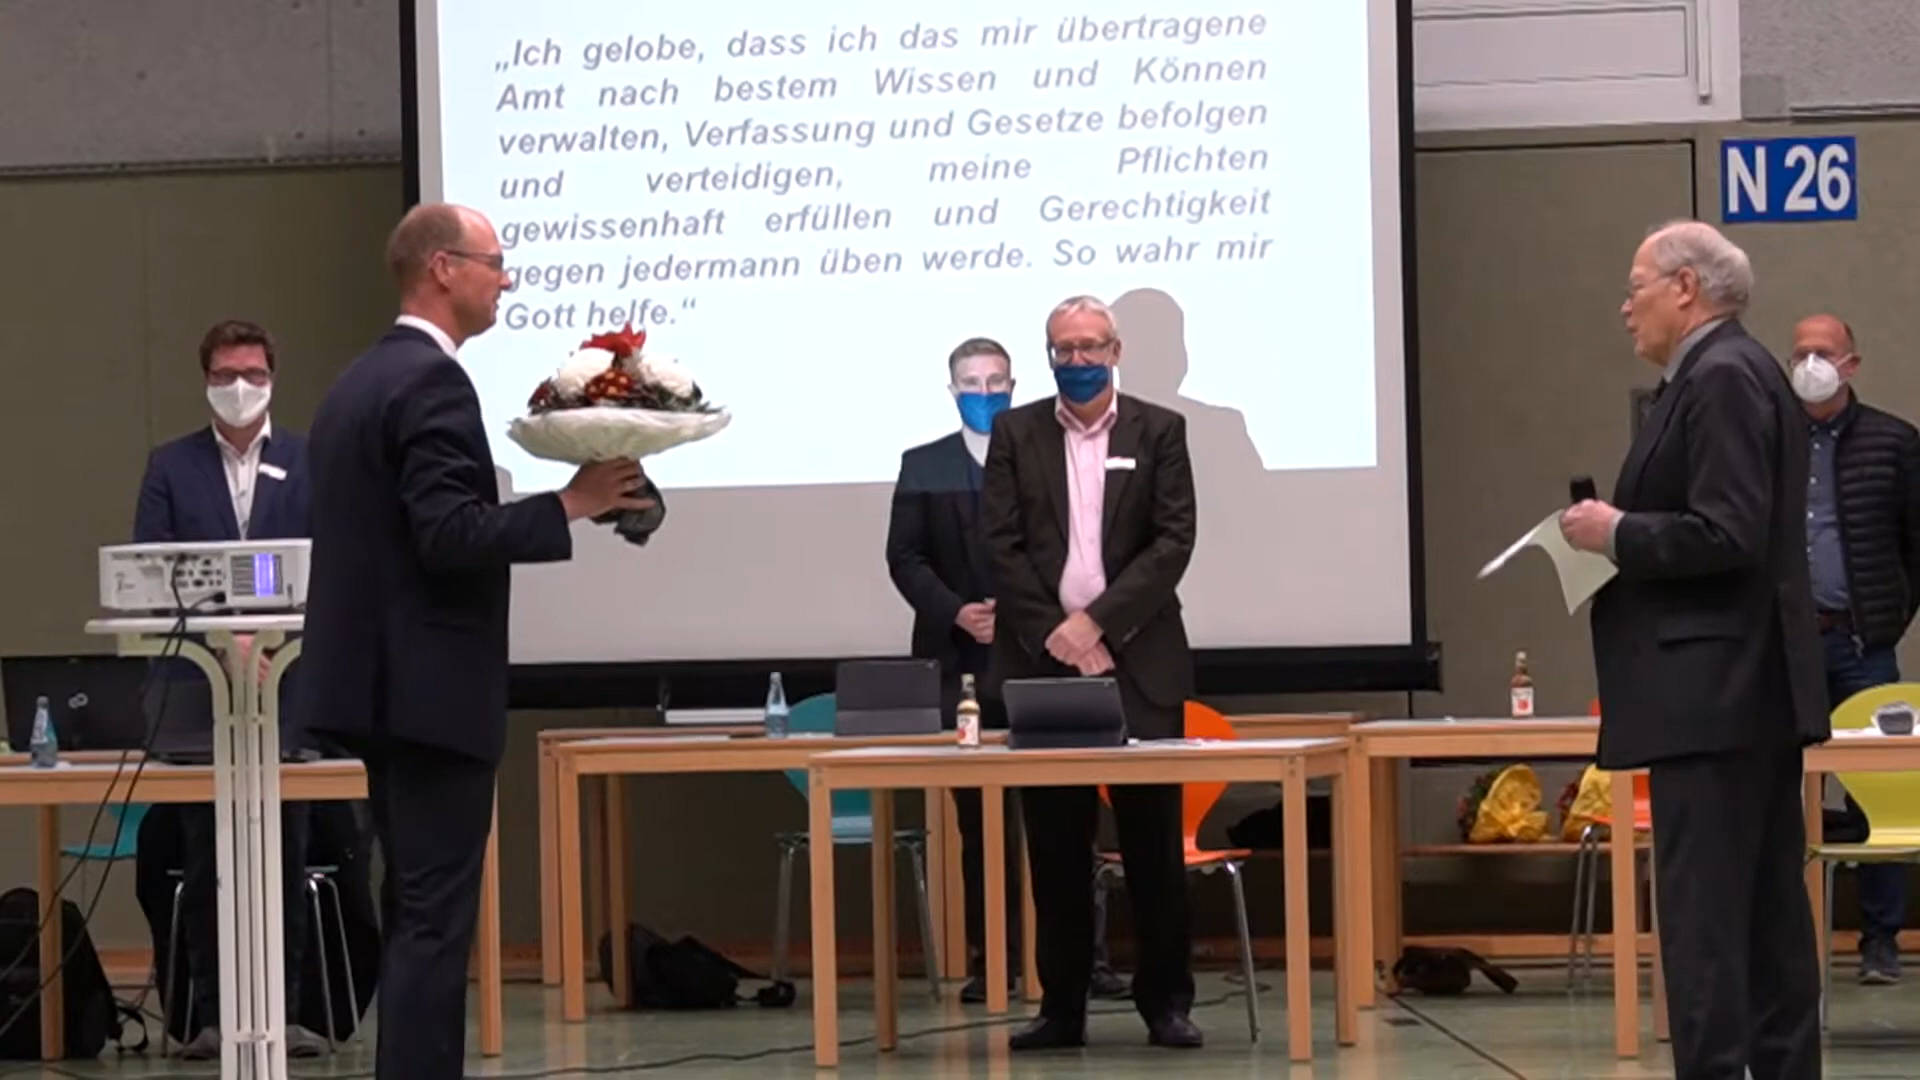 „Ich gelobe, dass ich das mir übertragene
Amt nach bestem Wissen und Können
verwalten, Verfassung und Gesetze befolgen
und verteidigen, meine Pflichten
gewissenhaft erfüllen und Gerechtigkeit
gegen jedermann üben werde. So wahr mir
Gott helfe.“
N 26